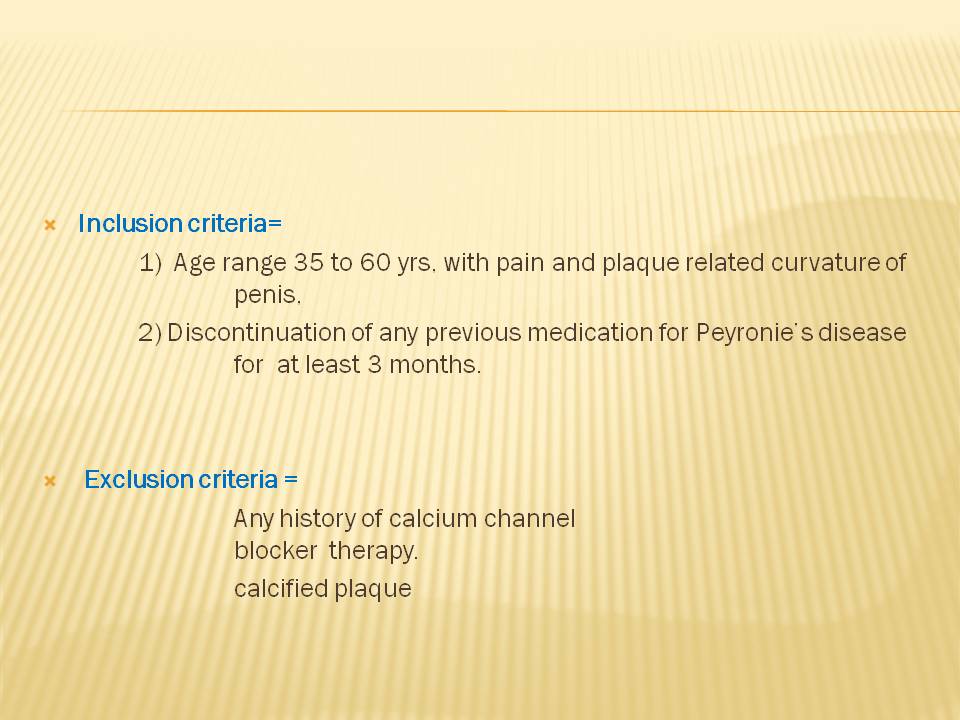 Inclusion criteria=
1) Age range 35 to 60 yrs, with pain and plaque related curvature of
penis.
2) Discontinuation of any previous medication for Peyronie's disease
for at least 3 months.
Exclusion criteria =
Any history of calcium channel
blocker therapy.
calcified plaque